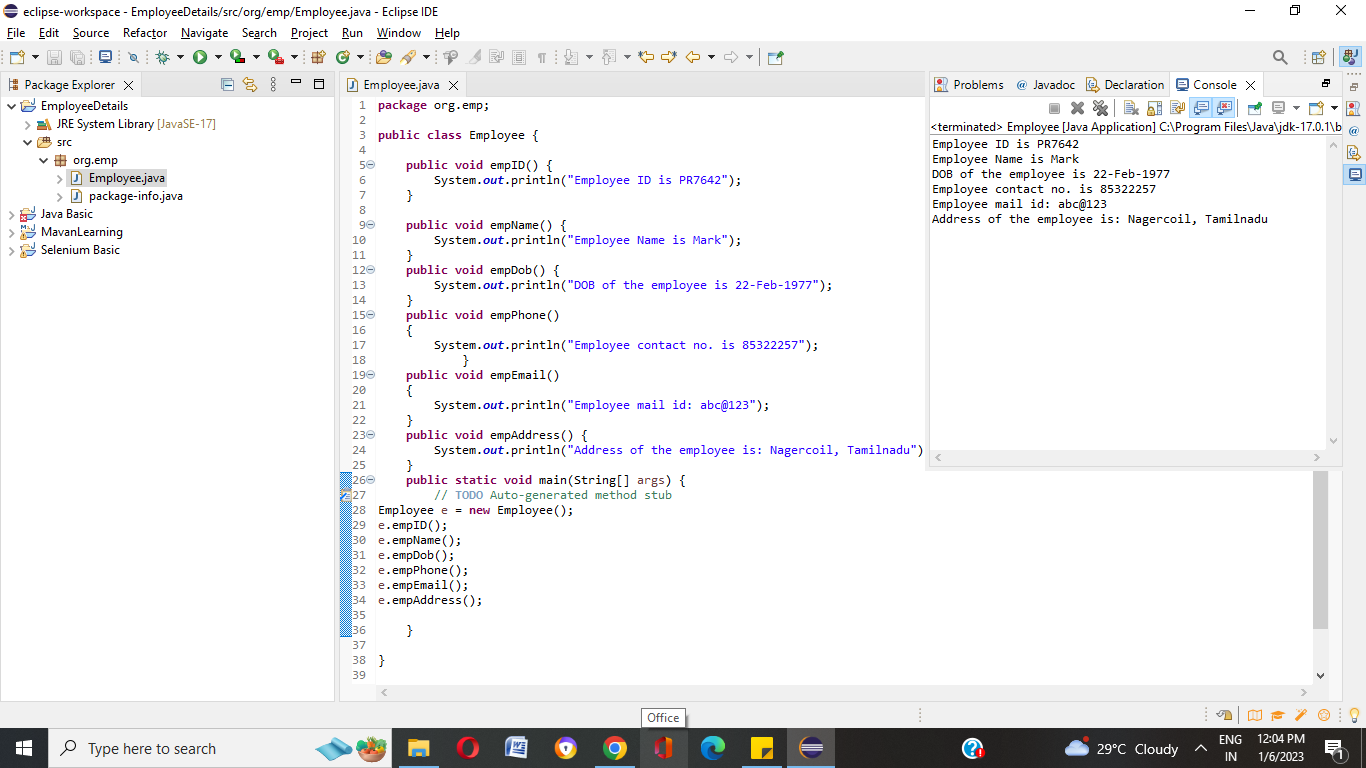 eclipse-workspace - EmployeeDetails/src/org/emp/Employee.java - Eclipse IDE
File Edit Source Refactor Navigate Search Project Run Window Help
Package Explorer
EmployeeDetails
JRE System Library [JavaSE-17]
src
org.emp
Employee.java
package-info.java
Java Basic
MavanLearning
Selenium Basic
Employee.java
1 package org.emp;
2
3 public class Employee {
4
5 public void empID() {
6 System.out.println("Employee ID is PR7642");
7 }
8
9 public void empName() {
10 System.out.println("Employee Name is Mark");
11 }
12 public void empDob() {
13 System.out.println("DOB of the employee is 22-Feb-1977");
14 }
15 public void empPhone()
16 {
17 System.out.println("Employee contact no. is 85322257");
18 }
19 public void empEmail()
20 {
21 System.out.println("Employee mail id: abc@123");
22 }
23 public void empAddress() {
24 System.out.println("Address of the employee is: Nagercoil, Tamilnadu")
25 }
26 public static void main(String[] args) {
27 // TODO Auto-generated method stub
28 Employee e = new Employee();
29 e.empID();
30 e.empName();
31 e.empDob();
32 e.empPhone();
33 e.empEmail();
34 e.empAddress();
35
36 }
37
38 }
39
Problems Javadoc Declaration Console
<terminated> Employee [Java Application] C:\Program Files\Java\jdk-17.0.1\b
Employee ID is PR7642
Employee Name is Mark
DOB of the employee is 22-Feb-1977
Employee contact no. is 85322257
Employee mail id: abc@123
Address of the employee is: Nagercoil, Tamilnadu
Office
Type here to search
29°C Cloudy
ENG
IN
12:04 PM
1/6/2023
1